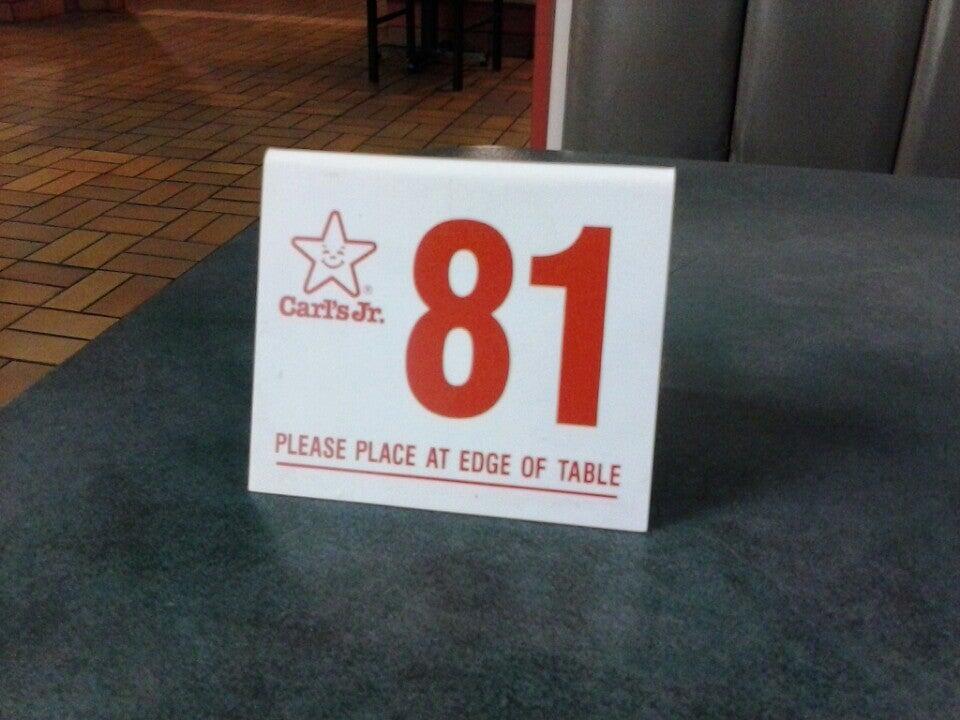 81
Carl's Jr.
PLEASE PLACE AT EDGE OF TABLE